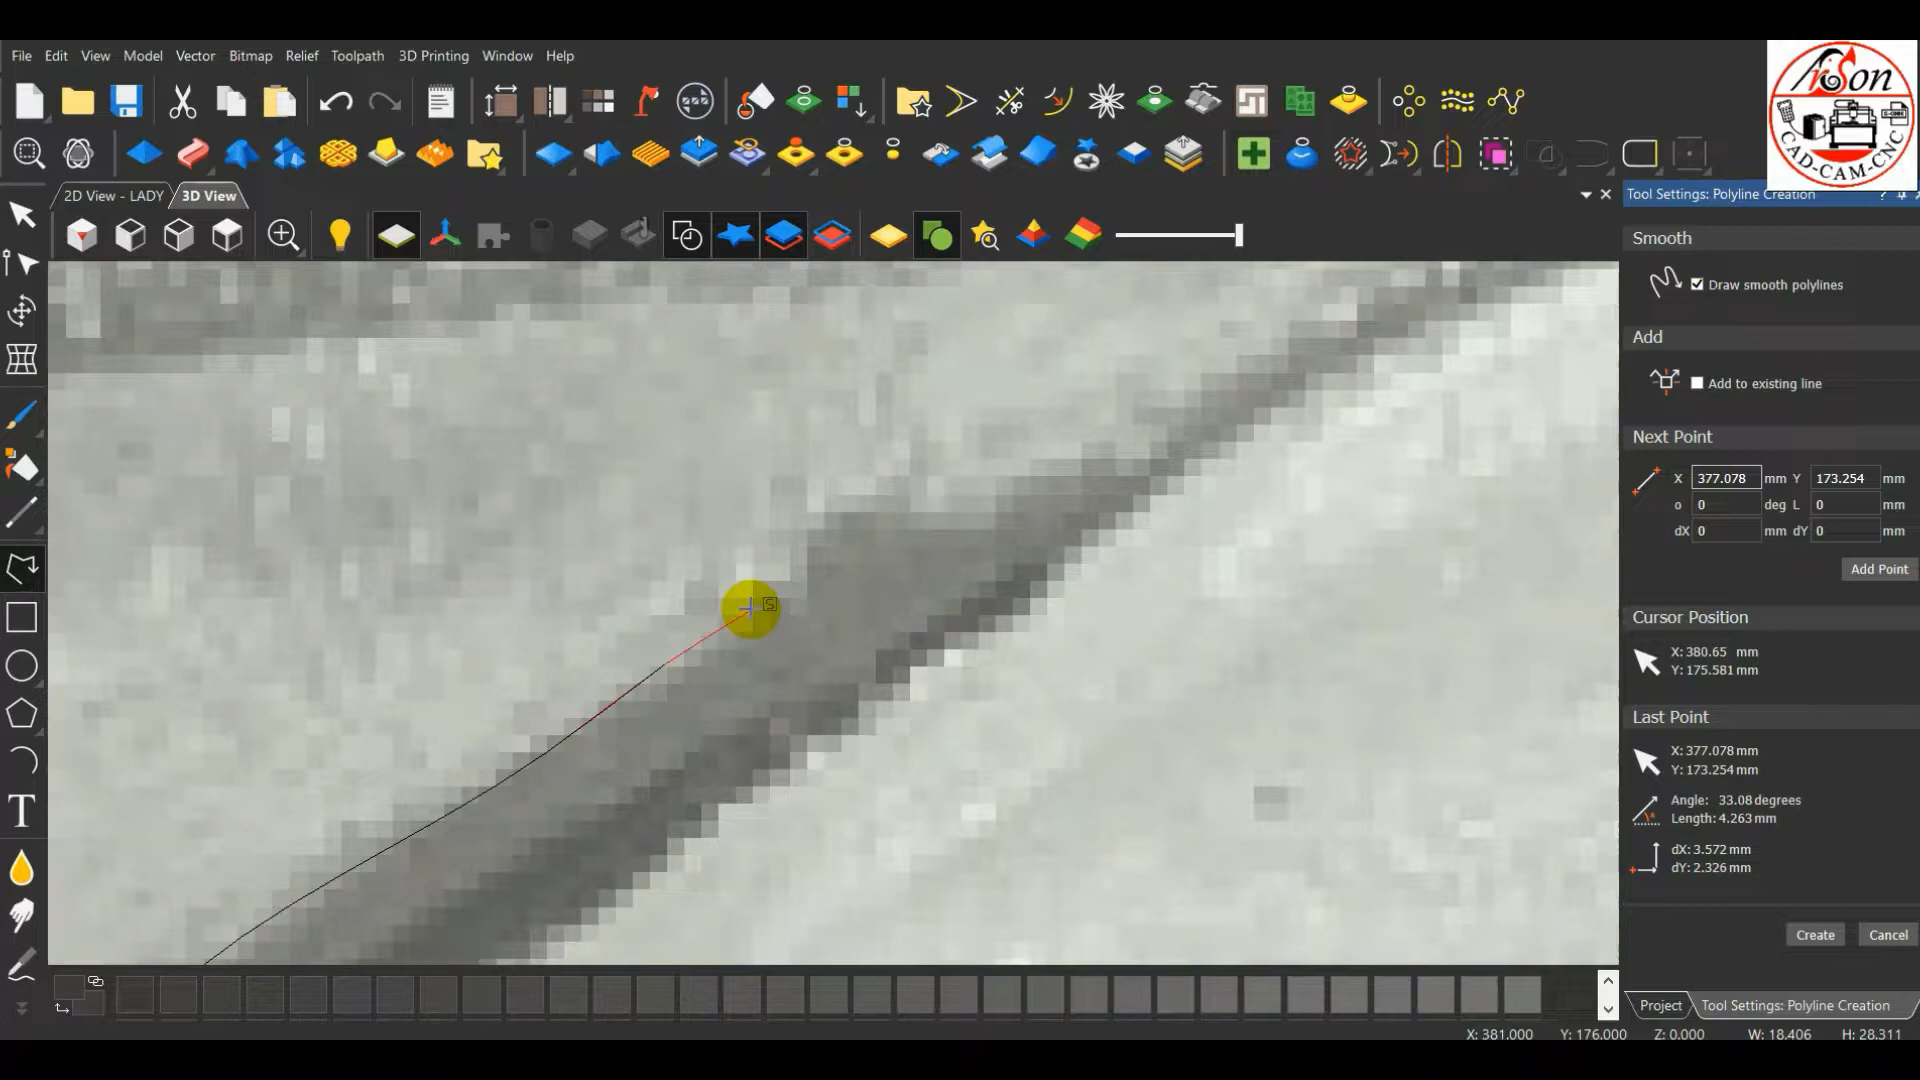 File Edit View Model Vector Bitmap Relief Toolpath 3D Printing Window Help
ArSon
CAD-CAM-CNC
2D View - LADY 3D View
Tool Settings: Polyline Creation
Smooth
Draw smooth polylines
Add
Add to existing line
Next Point
X 377.078 mm Y 173.254 mm
o 0 deg L 0 mm
dX 0 mm dY 0 mm
Add Point
Cursor Position
X: 380.65 mm
Y: 175.581 mm
Last Point
X: 377.078 mm
Y: 173.254 mm
Angle: 33.08 degrees
Length: 4.263 mm
dX: 3.572 mm
dY: 2.326 mm
Create Cancel
Project Tool Settings: Polyline Creation
X: 381.000 Y: 176.000 Z: 0.000 W: 18.406 H: 28.311